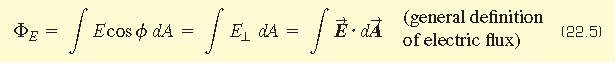 Φ_E = ∫ E cos ϕ dA = ∫ E_⊥ dA = ∫ E⃗ · dA⃗ (general definition of electric flux) (22.5)